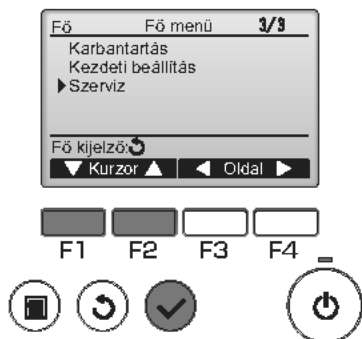 Fő Fő menü 3/3
Karbantartás
Kezdeti beállítás
▶Szerviz
Fő kijelző:
▼ Kurzor ▲ ◀ Oldal ▶
F1 F2 F3 F4